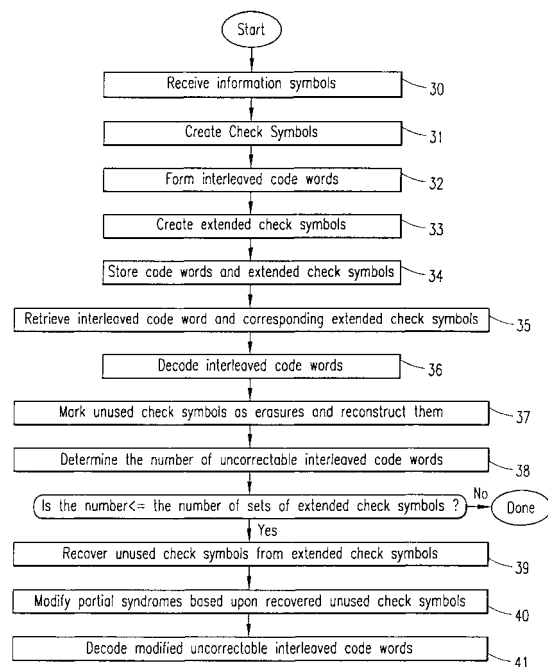 Start
Receive information symbols
30
Create Check Symbols
31
Form interleaved code words
32
Create extended check symbols
33
Store code words and extended check symbols
34
Retrieve interleaved code word and corresponding extended check symbols
35
Decode interleaved code words
36
Mark unused check symbols as erasures and reconstruct them
37
Determine the number of uncorrectable interleaved code words
38
Is the number<= the number of sets of extended check symbols ?
No
Done
Yes
Recover unused check symbols from extended check symbols
39
Modify partial syndromes based upon recovered unused check symbols
40
Decode modified uncorrectable interleaved code words
41